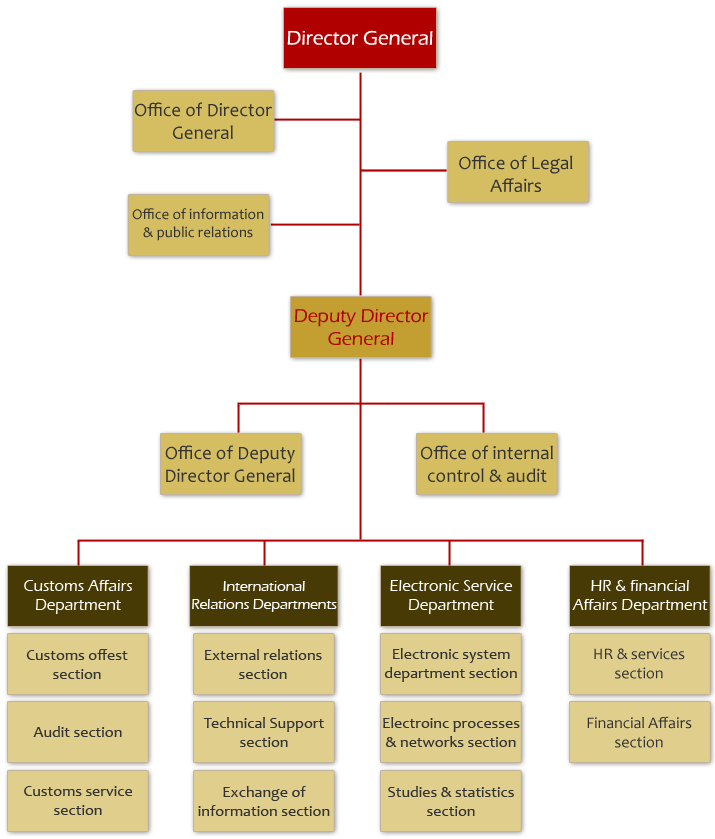 Director General
Office of Director
General
Office of Legal
Affairs
Office of information
& public relations
Deputy Director
General
Office of Deputy
Director General
Office of internal
control & audit
Customs Affairs
Department
International
Relations Departments
Electronic Service
Department
HR & financial
Affairs Department
Customs offest
section
External relations
section
Electronic system
department section
HR & services
section
Audit section
Technical Support
section
Electroinc processes
& networks section
Financial Affairs
section
Customs service
section
Exchange of
information section
Studies & statistics
section